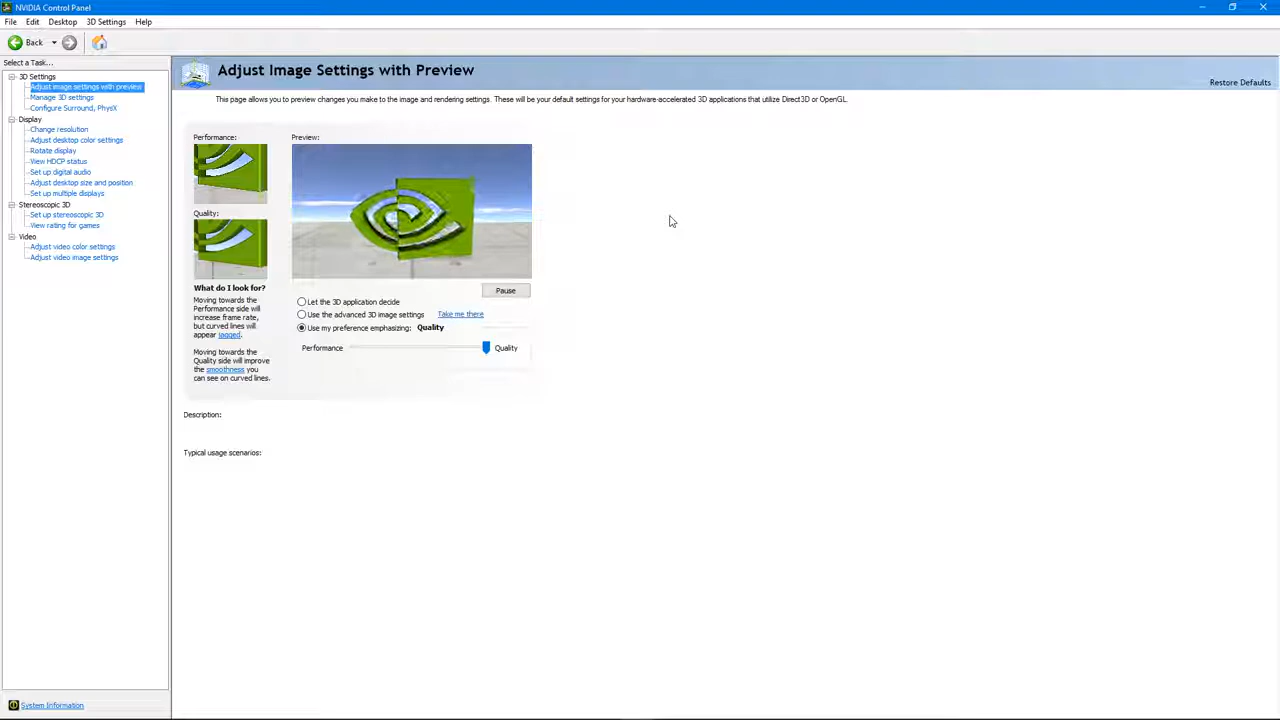 NVIDIA Control Panel
File Edit Desktop 3D Settings Help
Back
Select a Task...
3D Settings
Adjust image settings with preview
Manage 3D settings
Configure Surround, PhysX
Display
Change resolution
Adjust desktop color settings
Rotate display
View HDCP status
Set up digital audio
Adjust desktop size and position
Set up multiple displays
Stereoscopic 3D
Set up stereoscopic 3D
View rating for games
Video
Adjust video color settings
Adjust video image settings
System Information
Adjust Image Settings with Preview
Restore Defaults
This page allows you to preview changes you make to the image and rendering settings. These will be your default settings for your hardware-accelerated 3D applications that utilize Direct3D or OpenGL.
Performance:
Quality:
What do I look for?
Moving towards the
Performance side will
increase frame rate,
but curved lines will
appear jagged.
Moving towards the
Quality side will improve
the smoothness you
can see on curved lines.
Preview:
Pause
Let the 3D application decide
Use the advanced 3D image settings Take me there
Use my preference emphasizing: Quality
Performance Quality
Description:
Typical usage scenarios: